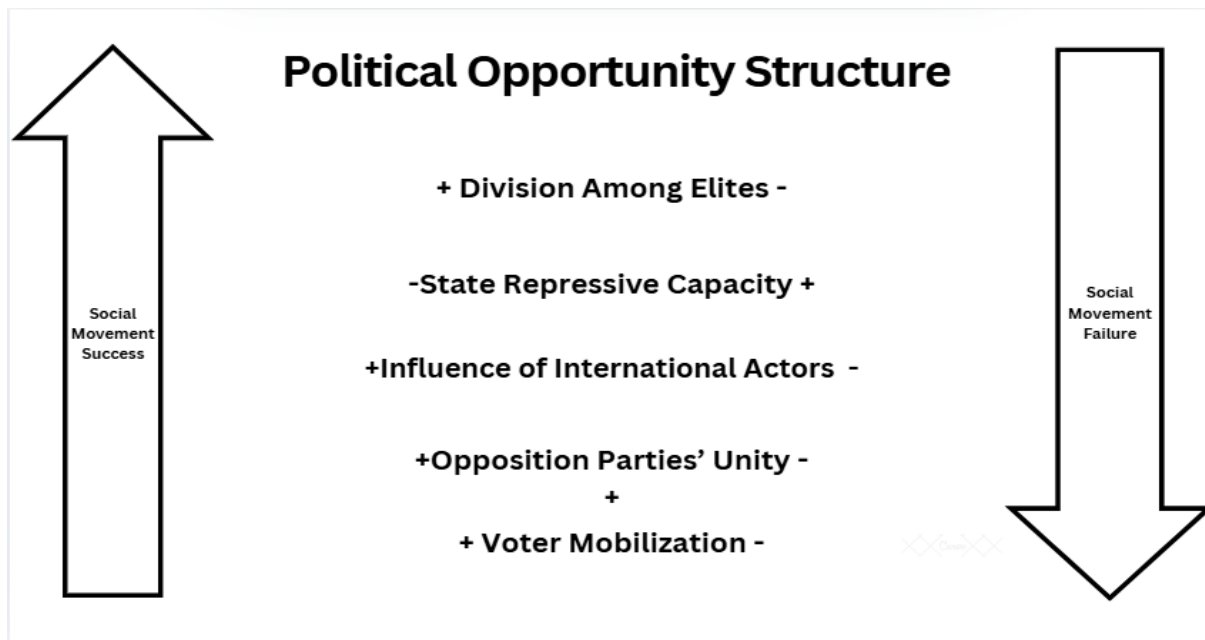 Political Opportunity Structure
+ Division Among Elites -
-State Repressive Capacity +
+Influence of International Actors -
+Opposition Parties’ Unity -
+
+ Voter Mobilization -
Social
Movement
Success
Social
Movement
Failure